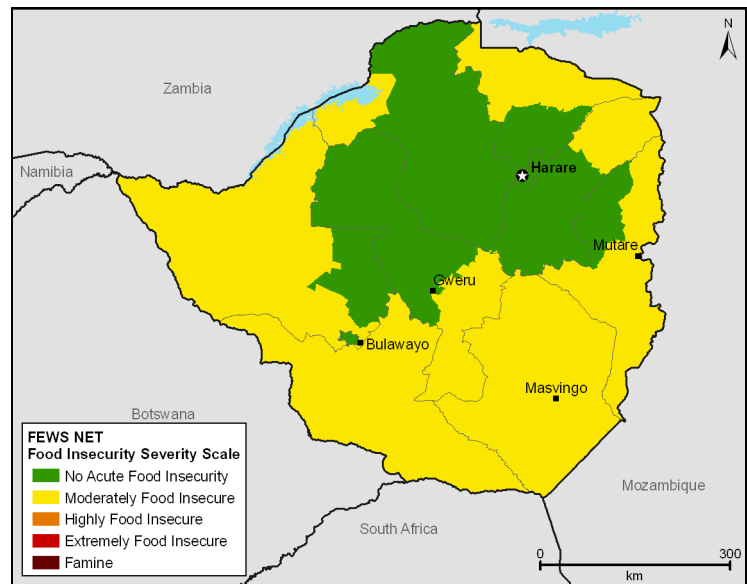 N
Zambia
Harare
Namibia
Mutare
Gweru
Bulawayo
Masvingo
Botswana
FEWS NET
Food Insecurity Severity Scale
No Acute Food Insecurity
Moderately Food Insecure
Highly Food Insecure
Extremely Food Insecure
Famine
Mozambique
South Africa
0 300
km